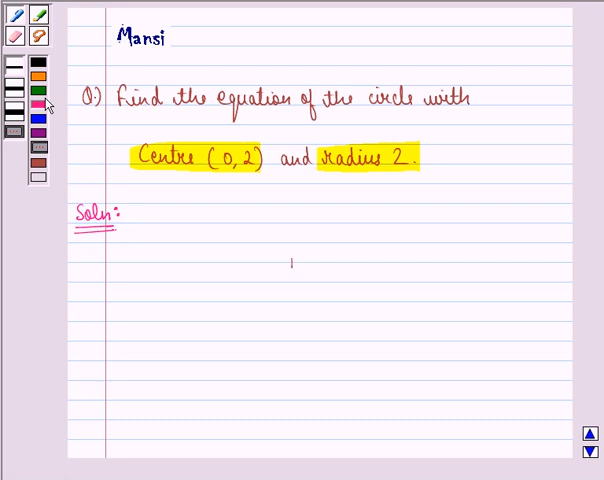 Mansi
Q.) Find the equation of the circle with
Centre (0, 2) and radius 2.
Soln: